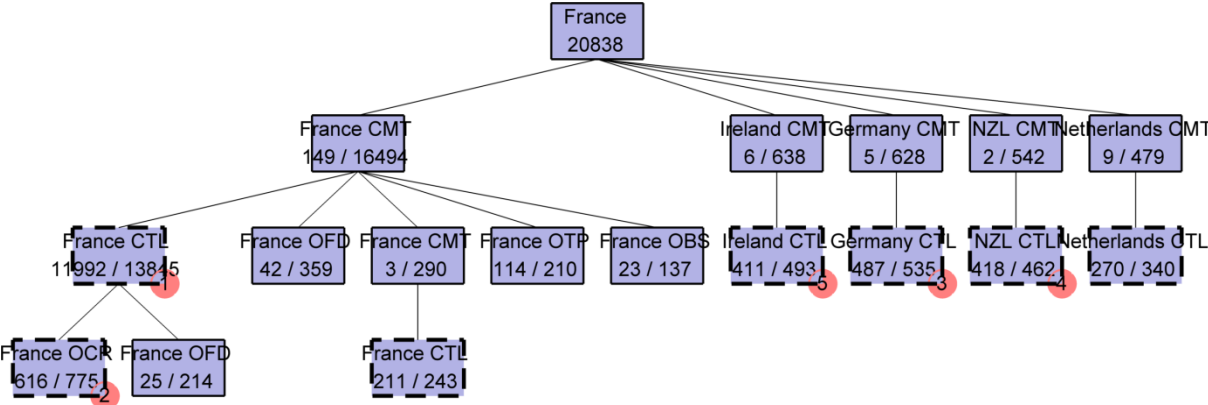 France
20838
France CMT
149 / 16494
Ireland CMT
6 / 638
Germany CMT
5 / 628
NZL CMT
2 / 542
Netherlands CMT
9 / 479
France CTL
11992 / 13845
1
France OFD
42 / 359
France CMT
3 / 290
France OTP
114 / 210
France OBS
23 / 137
Ireland CTL
411 / 493
5
Germany CTL
487 / 535
3
NZL CTL
418 / 462
4
Netherlands CTL
270 / 340
France OCR
616 / 775
2
France OFD
25 / 214
France CTL
211 / 243